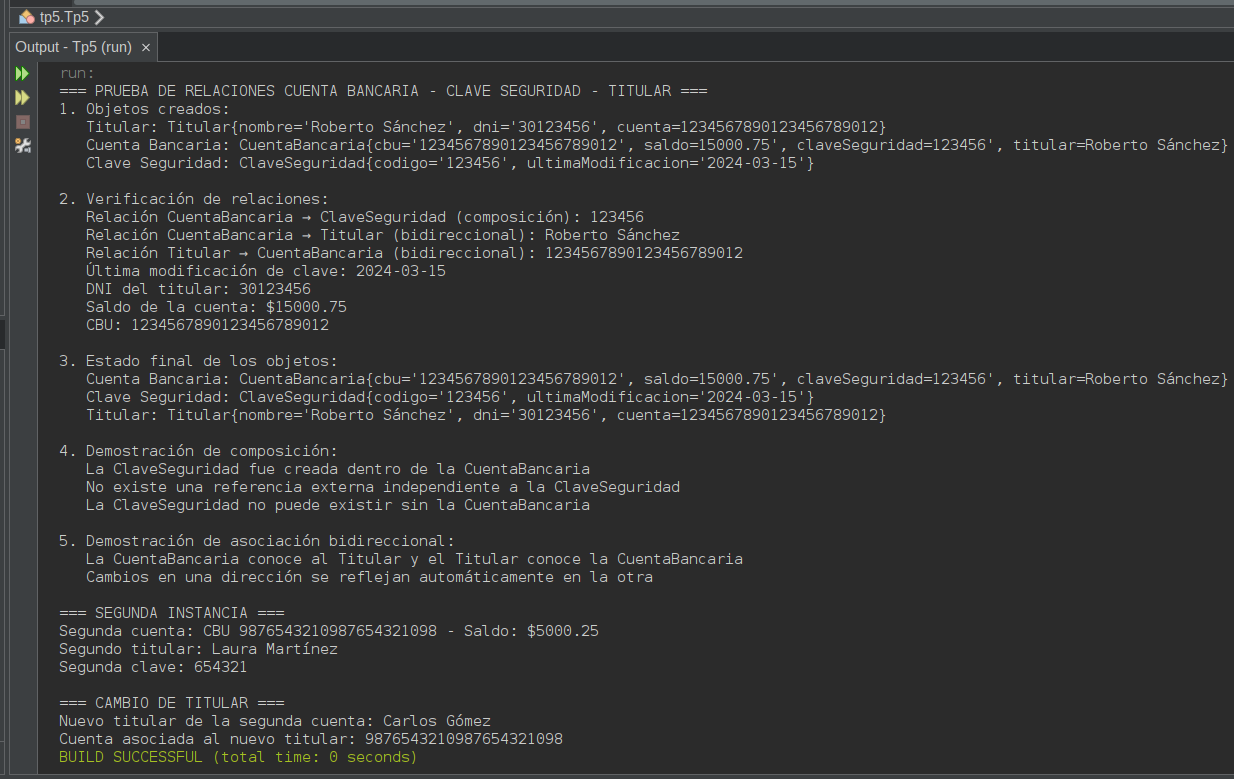 tp5.Tp5
Output - Tp5 (run) ×
run:
=== PRUEBA DE RELACIONES CUENTA BANCARIA - CLAVE SEGURIDAD - TITULAR ===
1. Objetos creados:
   Titular: Titular{nombre='Roberto Sánchez', dni='30123456', cuenta=1234567890123456789012}
   Cuenta Bancaria: CuentaBancaria{cbu='1234567890123456789012', saldo=15000.75', claveSeguridad=123456', titular=Roberto Sánchez}
   Clave Seguridad: ClaveSeguridad{codigo='123456', ultimaModificacion='2024-03-15'}

2. Verificación de relaciones:
   Relación CuentaBancaria → ClaveSeguridad (composición): 123456
   Relación CuentaBancaria → Titular (bidireccional): Roberto Sánchez
   Relación Titular → CuentaBancaria (bidireccional): 1234567890123456789012
   Última modificación de clave: 2024-03-15
   DNI del titular: 30123456
   Saldo de la cuenta: $15000.75
   CBU: 1234567890123456789012

3. Estado final de los objetos:
   Cuenta Bancaria: CuentaBancaria{cbu='1234567890123456789012', saldo=15000.75', claveSeguridad=123456', titular=Roberto Sánchez}
   Clave Seguridad: ClaveSeguridad{codigo='123456', ultimaModificacion='2024-03-15'}
   Titular: Titular{nombre='Roberto Sánchez', dni='30123456', cuenta=1234567890123456789012}

4. Demostración de composición:
   La ClaveSeguridad fue creada dentro de la CuentaBancaria
   No existe una referencia externa independiente a la ClaveSeguridad
   La ClaveSeguridad no puede existir sin la CuentaBancaria

5. Demostración de asociación bidireccional:
   La CuentaBancaria conoce al Titular y el Titular conoce la CuentaBancaria
   Cambios en una dirección se reflejan automáticamente en la otra

=== SEGUNDA INSTANCIA ===
Segunda cuenta: CBU 9876543210987654321098 - Saldo: $5000.25
Segundo titular: Laura Martínez
Segunda clave: 654321

=== CAMBIO DE TITULAR ===
Nuevo titular de la segunda cuenta: Carlos Gómez
Cuenta asociada al nuevo titular: 9876543210987654321098
BUILD SUCCESSFUL (total time: 0 seconds)